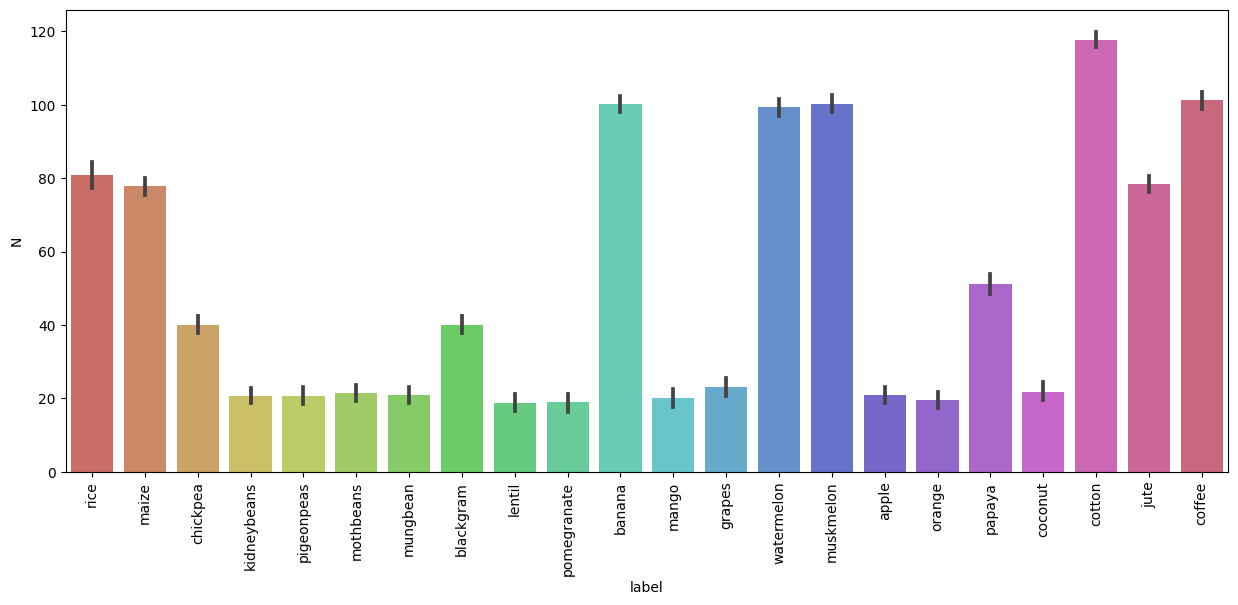 120
100
80
60
40
20
0
N
rice
maize
chickpea
kidneybeans
pigeonpeas
mothbeans
mungbean
blackgram
lentil
pomegranate
banana
mango
grapes
watermelon
muskmelon
apple
orange
papaya
coconut
cotton
jute
coffee
label